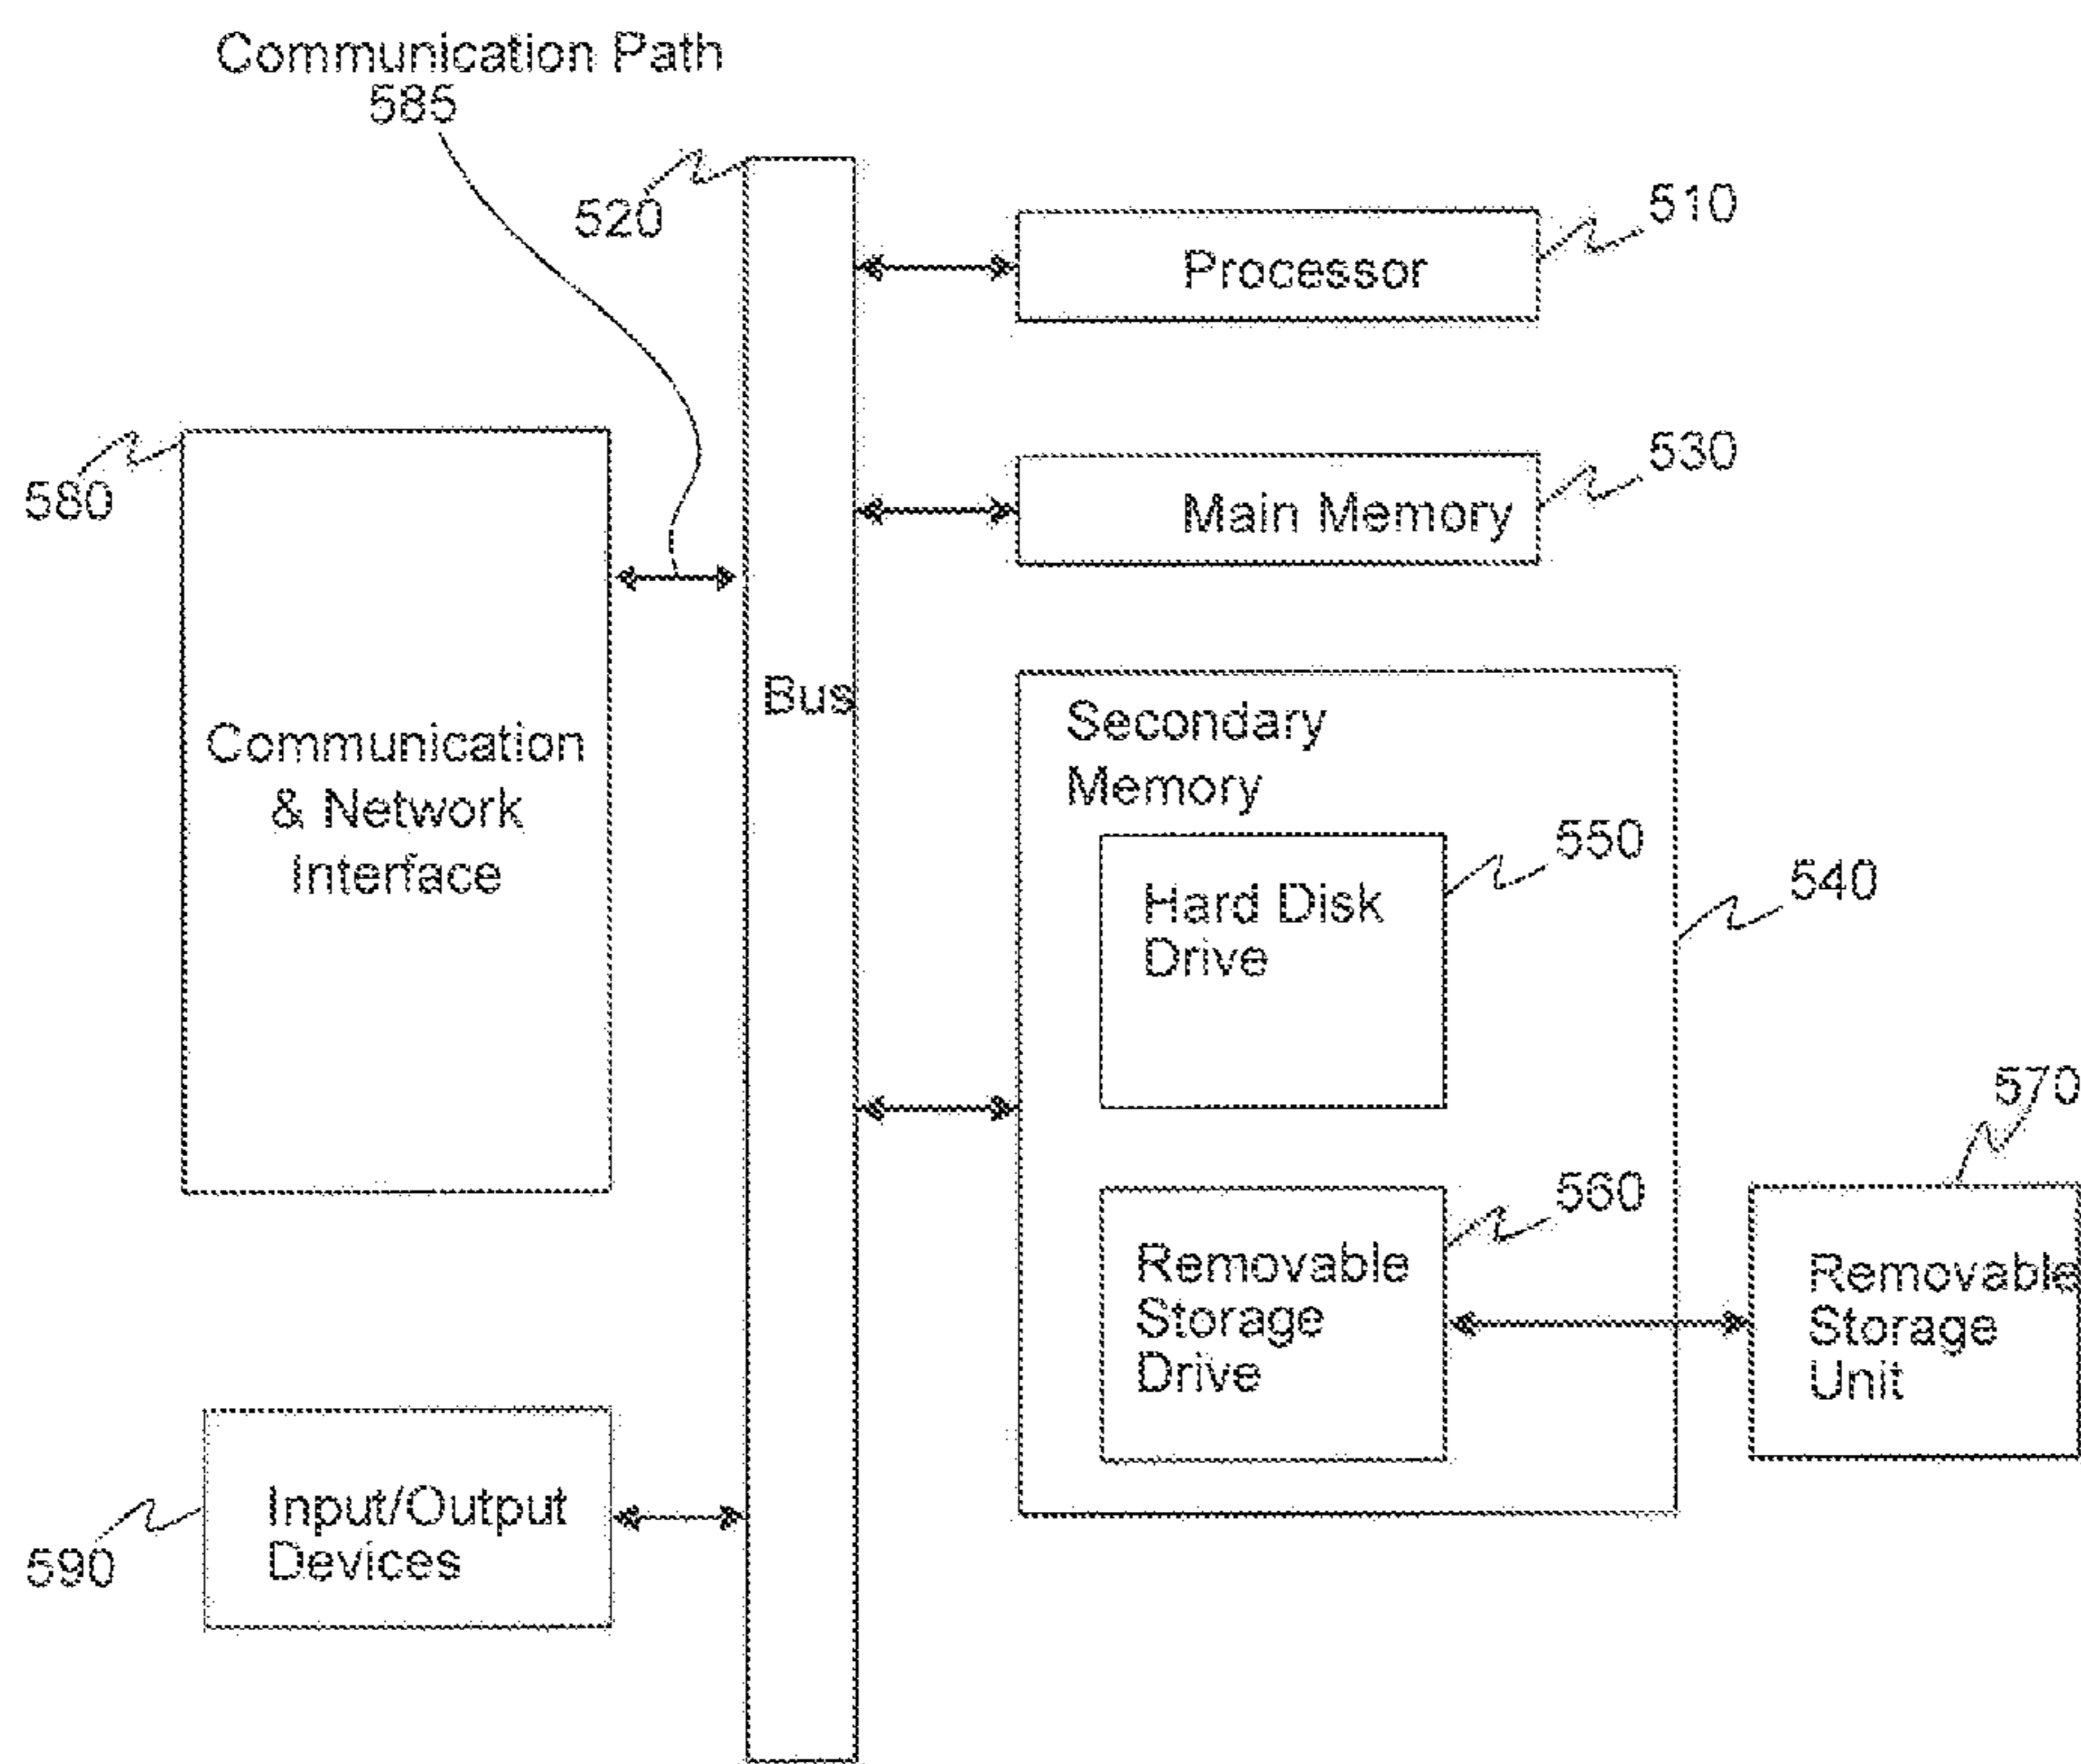 Communication Path
585
520
510
Processor
530
Main Memory
580
Communication
& Network
Interface
Bus
Secondary
Memory
550
Hard Disk
Drive
540
570
560
Removable
Storage
Drive
Removable
Storage
Unit
590
Input/Output
Devices